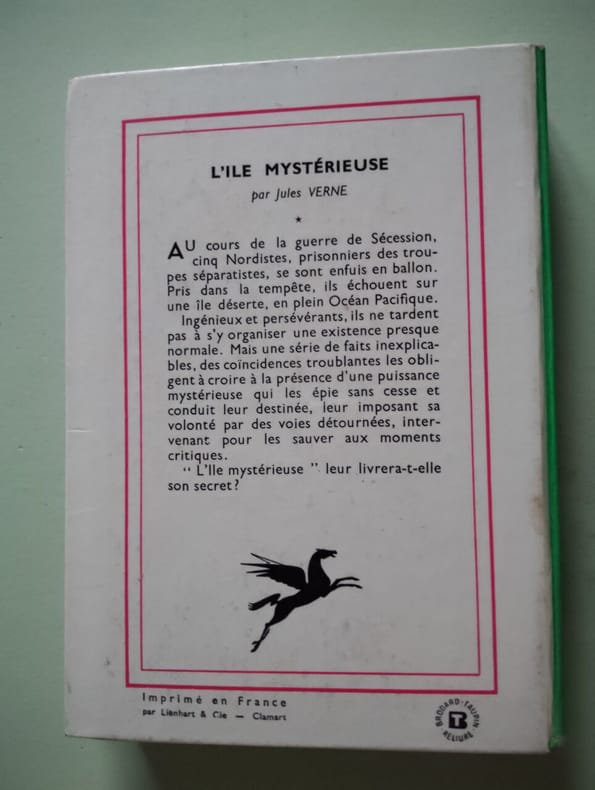 L'ILE MYSTÉRIEUSE
par Jules VERNE
★
AU cours de la guerre de Sécession,
cinq Nordistes, prisonniers des trou-
pes séparatistes, se sont enfuis en ballon.
Pris dans la tempête, ils échouent sur
une île déserte, en plein Océan Pacifique.
Ingénieux et persévérants, ils ne tardent
pas à s'y organiser une existence presque
normale. Mais une série de faits inexplica-
bles, des coïncidences troublantes les obli-
gent à croire à la présence d'une puissance
mystérieuse qui les épie sans cesse et
conduit leur destinée, leur imposant sa
volonté par des voies détournées, inter-
venant pour les sauver aux moments
critiques.
“ L'Ile mystérieuse ” leur livrera-t-elle
son secret?
Imprimé en France
par Lienhart & Cie — Clamart
BRODARD-TAUPIN
TB
RELIURE